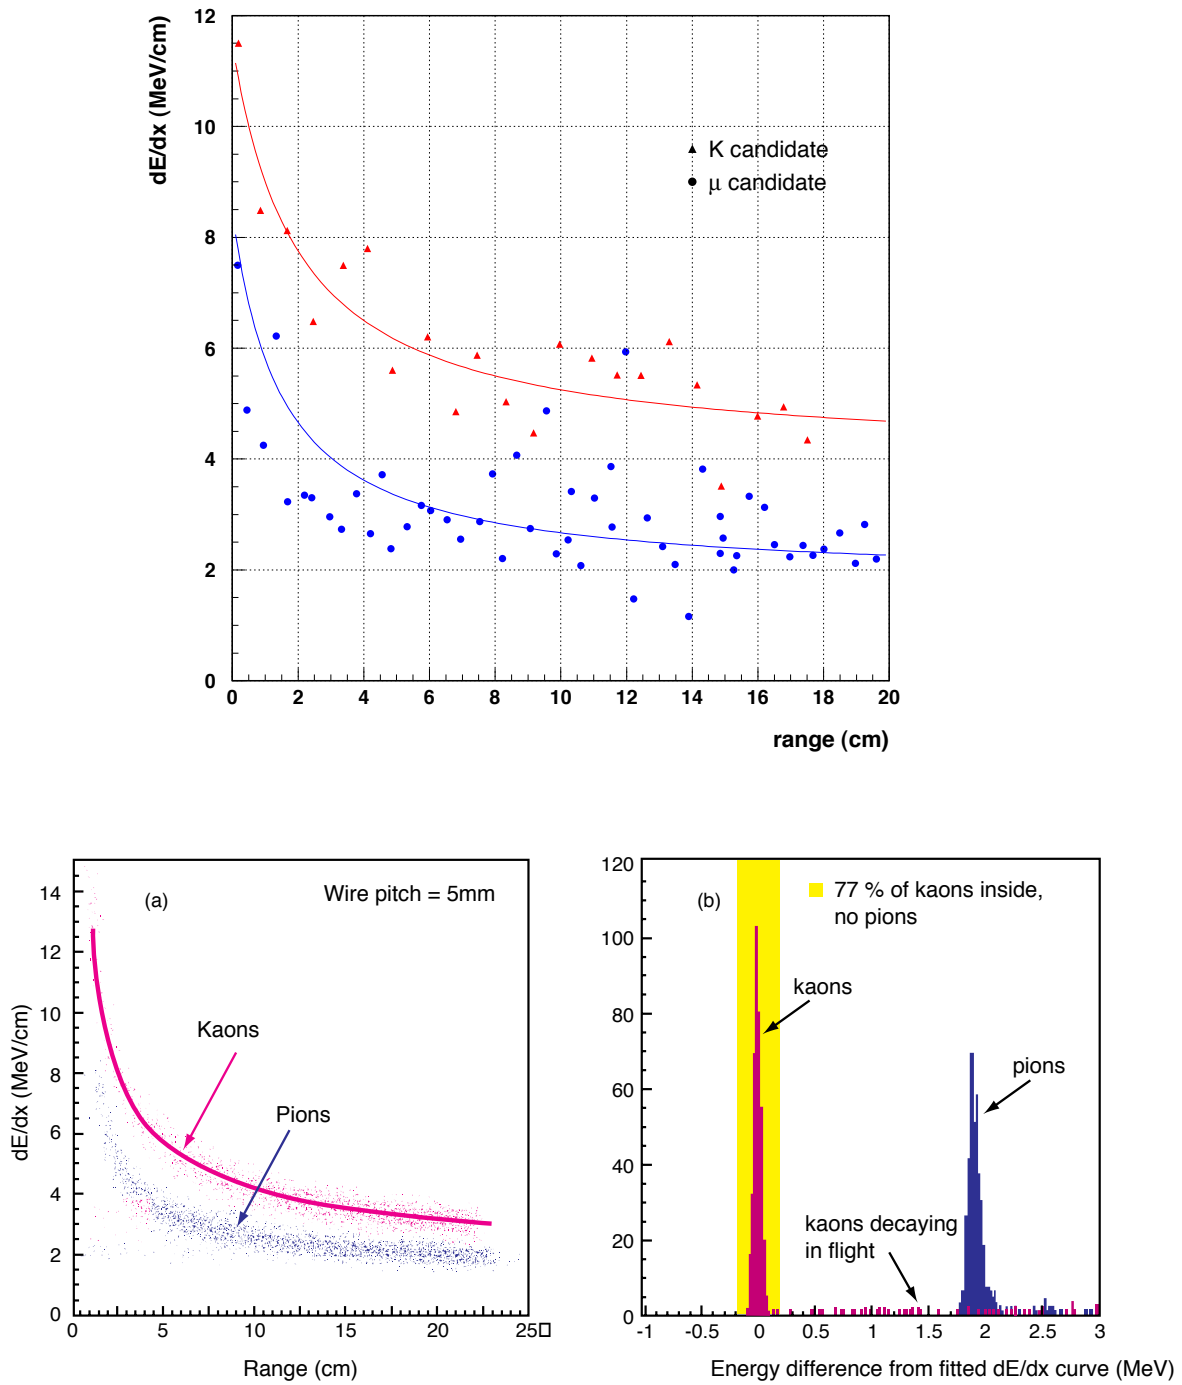 dE/dx (MeV/cm)
12
10
8
6
4
2
0
K candidate
μ candidate
0 2 4 6 8 10 12 14 16 18 20
range (cm)
dE/dx (MeV/cm)
14
12
10
8
6
4
2
0
(a)
Wire pitch = 5mm
Kaons
Pions
0 5 10 15 20 25□
Range (cm)
120
100
80
60
40
20
0
(b)
77 % of kaons inside,
no pions
kaons
pions
kaons decaying
in flight
-1 -0.5 0 0.5 1 1.5 2 2.5 3
Energy difference from fitted dE/dx curve (MeV)